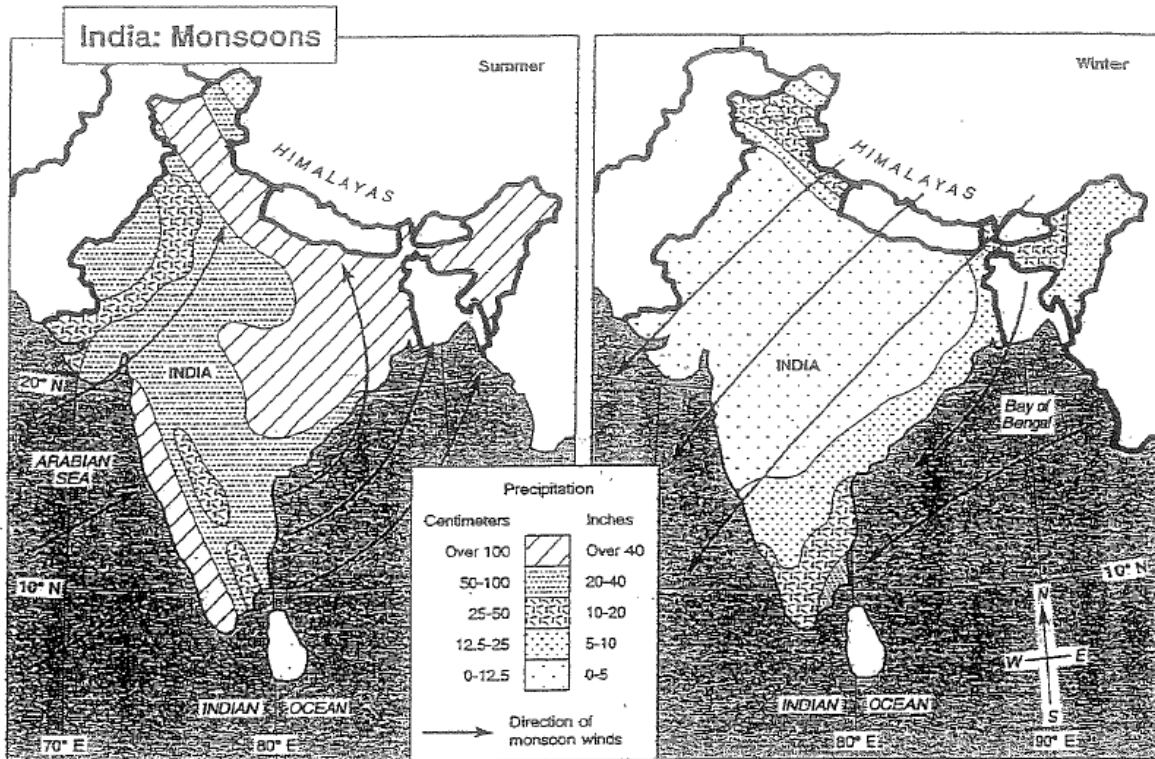 India: Monsoons
Summer
HIMALAYAS
INDIA
20° N
ARABIAN
SEA
10° N
INDIAN OCEAN
70° E
80° E
Winter
HIMALAYAS
INDIA
Bay of
Bengal
10° N
N
W E
S
INDIAN OCEAN
80° E
90° E
Precipitation
Centimeters Inches
Over 100 Over 40
50-100 20-40
25-50 10-20
12.5-25 5-10
0-12.5 0-5
Direction of
monsoon winds